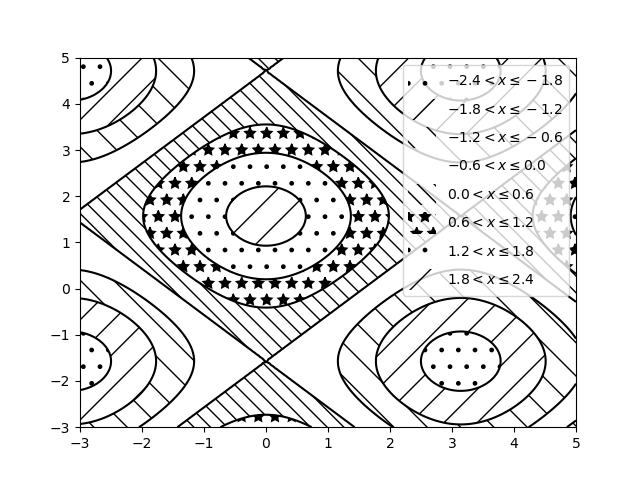 5
4
3
2
1
0
−1
−2
−3
−2.4 < x ≤ −1.8
−1.8 < x ≤ −1.2
−1.2 < x ≤ −0.6
−0.6 < x ≤ 0.0
0.0 < x ≤ 0.6
0.6 < x ≤ 1.2
1.2 < x ≤ 1.8
1.8 < x ≤ 2.4
−3 −2 −1 0 1 2 3 4 5